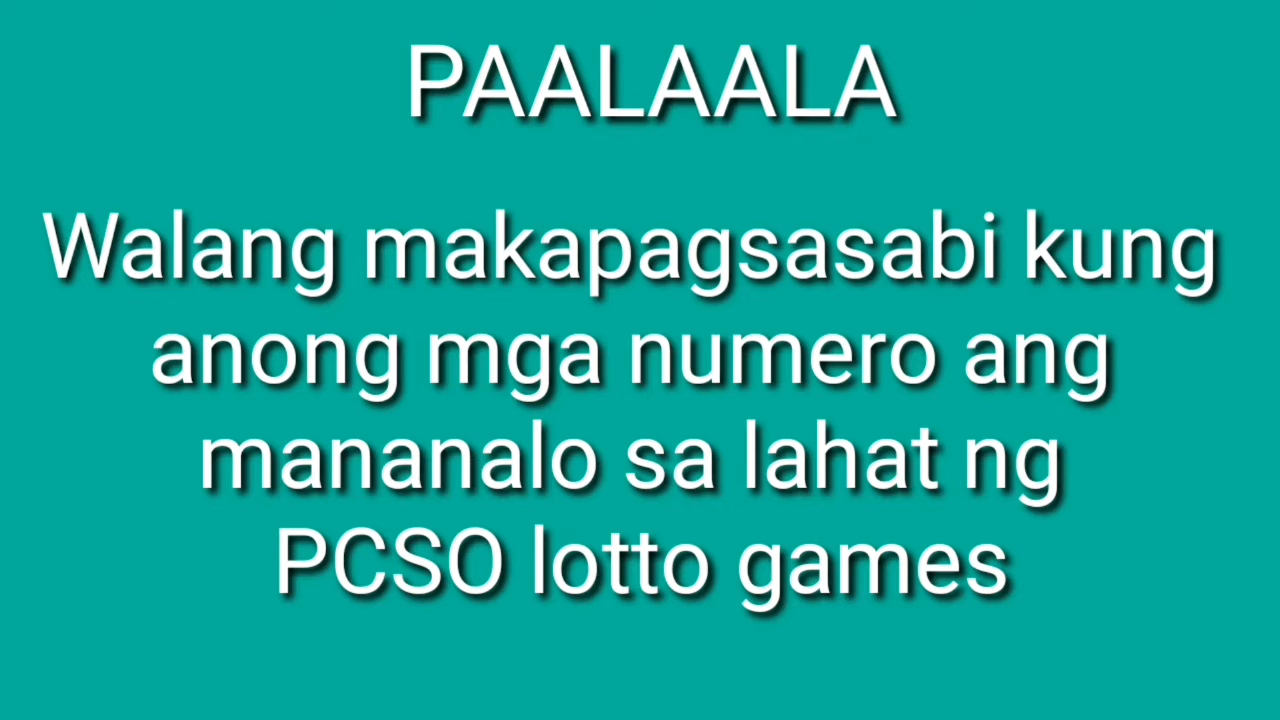 PAALAALA
Walang makapagsasabi kung
anong mga numero ang
mananalo sa lahat ng
PCSO lotto games